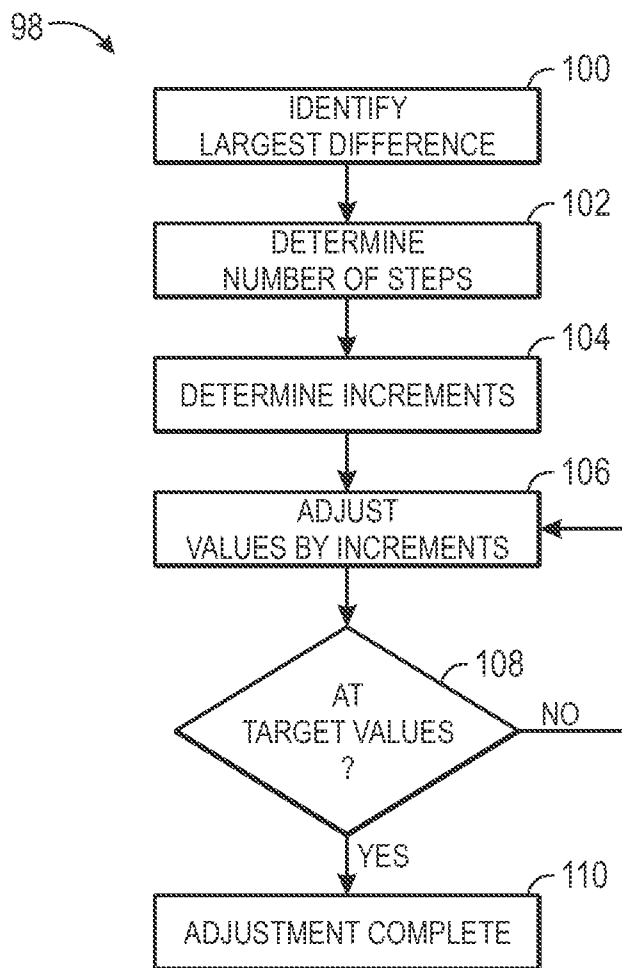 98
100
IDENTIFY
LARGEST DIFFERENCE
102
DETERMINE
NUMBER OF STEPS
104
DETERMINE INCREMENTS
106
ADJUST
VALUES BY INCREMENTS
108
AT
TARGET VALUES
?
NO
YES
110
ADJUSTMENT COMPLETE